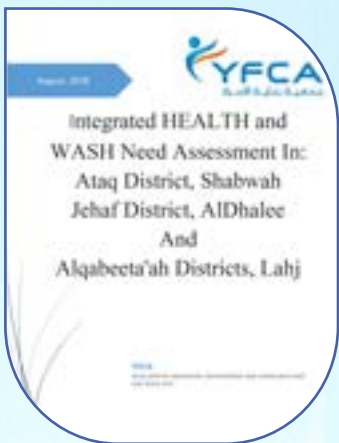 YFCA
Integrated HEALTH and
WASH Need Assessment In:
Ataq District, Shabwah
Jehaf District, AlDhalee
And
Alqabeeta'ah Districts, Lahj